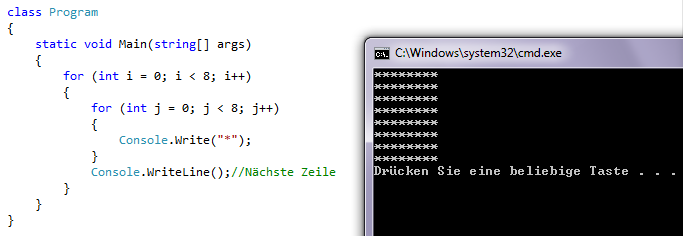 class Program
{
    static void Main(string[] args)
    {
        for (int i = 0; i < 8; i++)
        {
            for (int j = 0; j < 8; j++)
            {
                Console.Write("*");
            }
            Console.WriteLine();//Nächste Zeile
        }
    }
}
C:\Windows\system32\cmd.exe
********
********
********
********
********
********
********
********
Drücken Sie eine beliebige Taste . . .